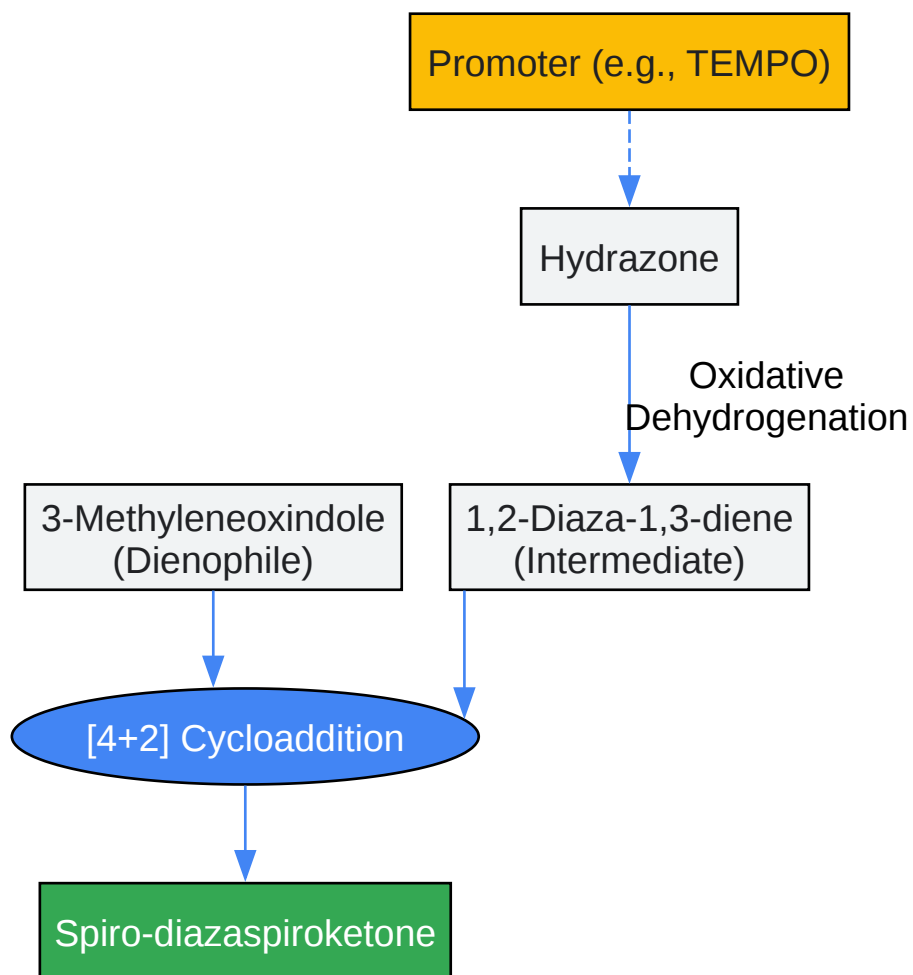 Promoter (e.g., TEMPO)
Hydrazone
Oxidative
Dehydrogenation
3-Methyleneoxindole
(Dienophile)
1,2-Diaza-1,3-diene
(Intermediate)
[4+2] Cycloaddition
Spiro-diazaspiroketone